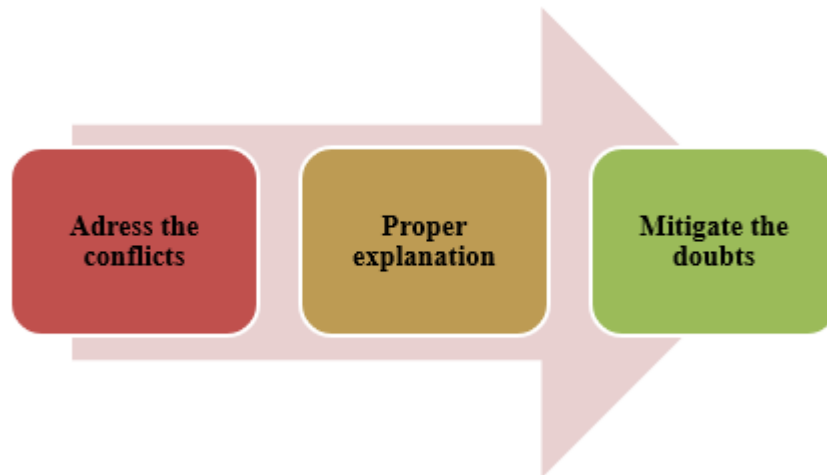 Adress the
conflicts
Proper
explanation
Mitigate the
doubts